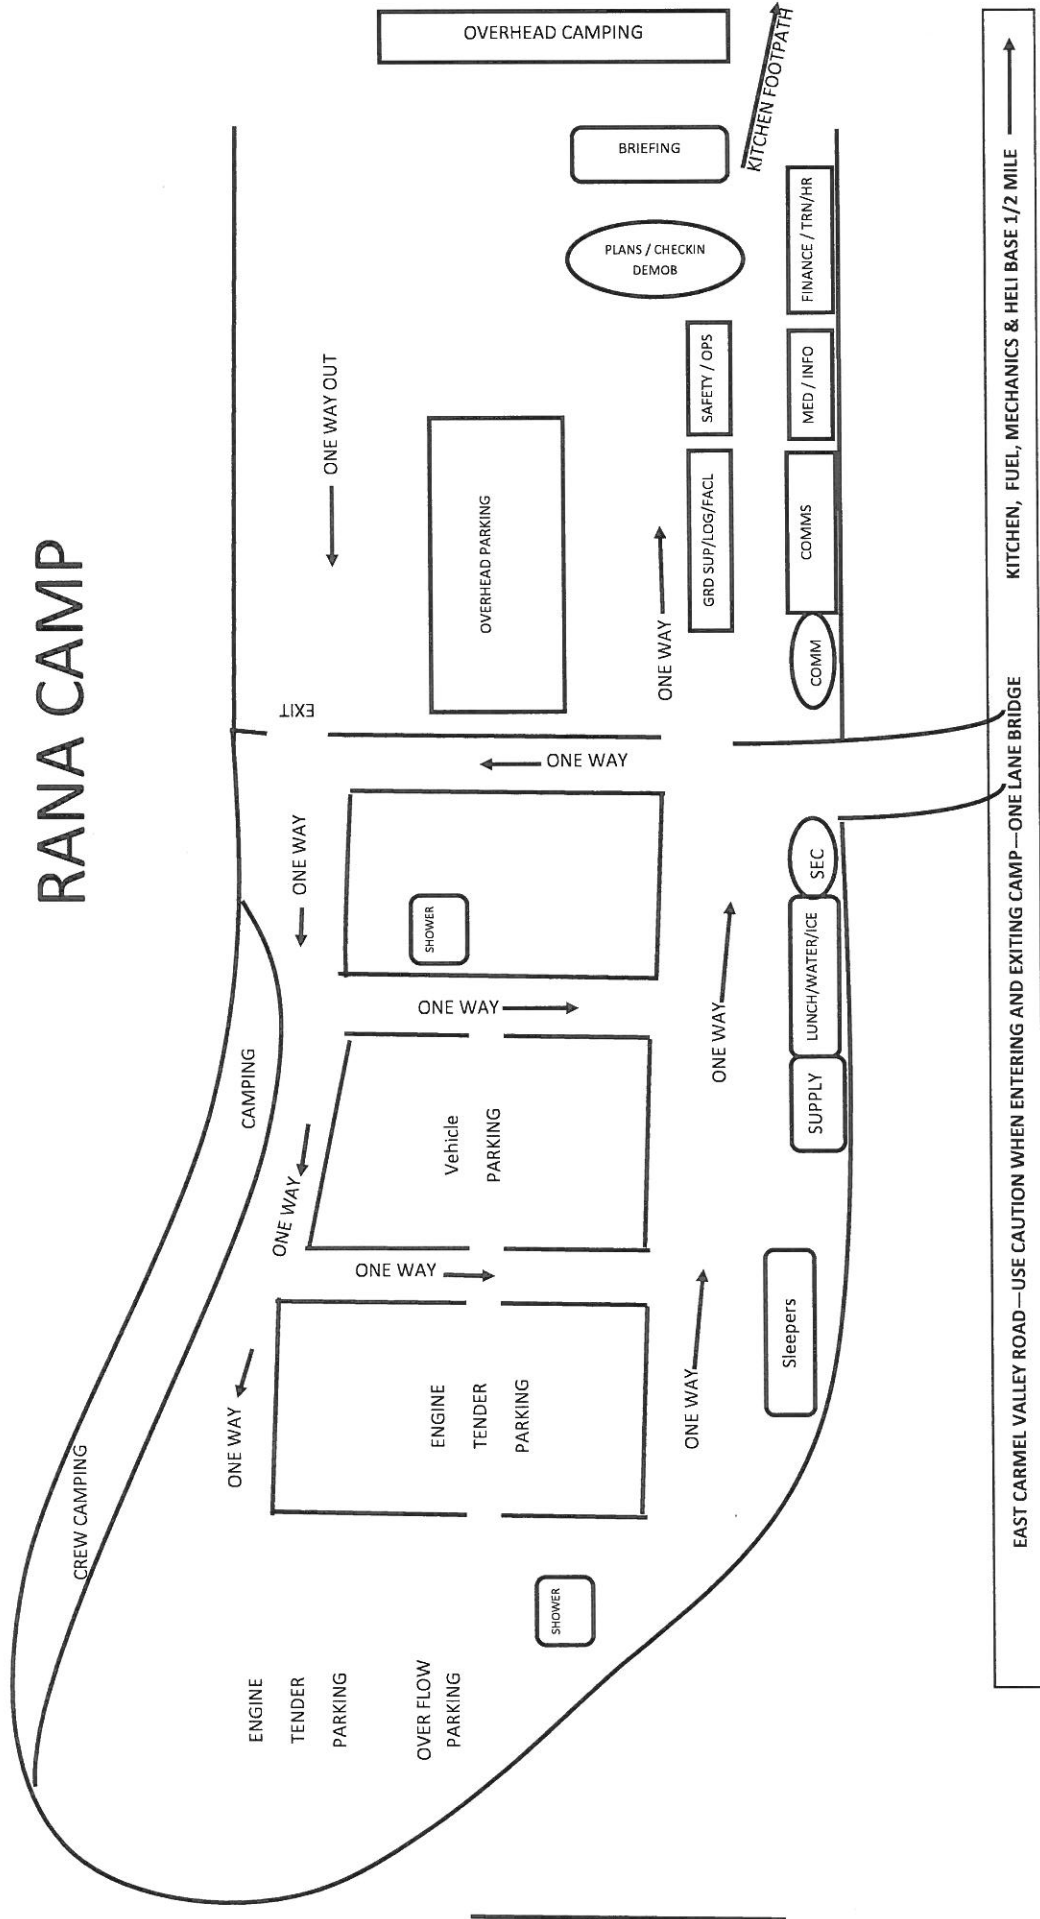 RANA CAMP
CREW CAMPING
CAMPING
EXIT
ONE WAY OUT
OVERHEAD CAMPING
ONE WAY
ONE WAY
ONE WAY
ENGINE
TENDER
PARKING
OVER FLOW
PARKING
ENGINE
TENDER
PARKING
ONE WAY
Vehicle
PARKING
ONE WAY
SHOWER
ONE WAY
OVERHEAD PARKING
SHOWER
ONE WAY
ONE WAY
ONE WAY
GRD SUP/LOG/FACL
SAFETY / OPS
PLANS / CHECKIN
DEMOB
BRIEFING
KITCHEN FOOTPATH
Sleepers
SUPPLY
LUNCH/WATER/ICE
SEC
COMM
COMMS
MED / INFO
FINANCE / TRN/HR
EAST CARMEL VALLEY ROAD—USE CAUTION WHEN ENTERING AND EXITING CAMP—ONE LANE BRIDGE KITCHEN, FUEL, MECHANICS & HELI BASE 1/2 MILE